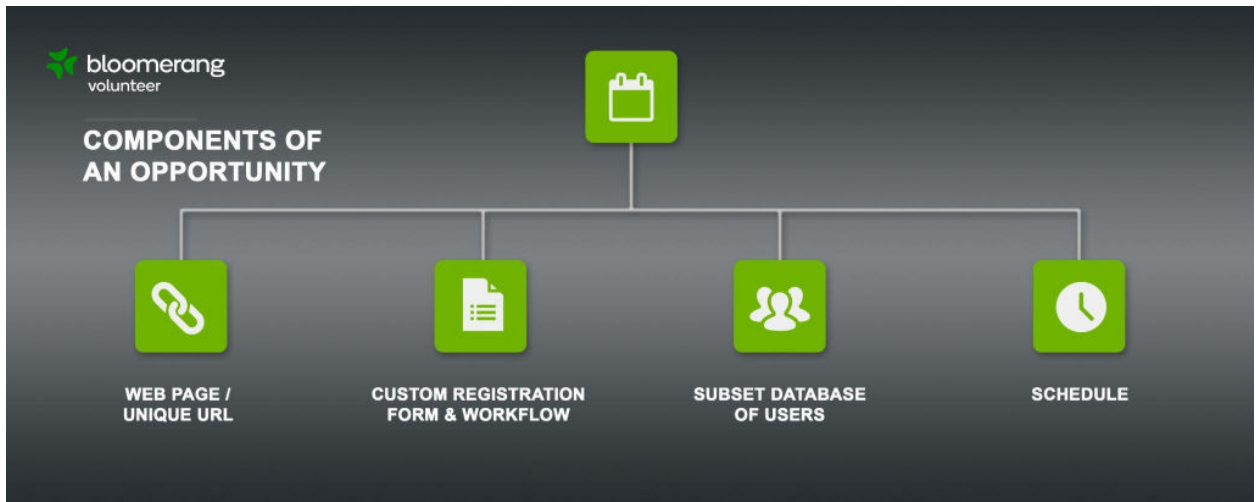 bloomerang
volunteer
COMPONENTS OF
AN OPPORTUNITY
WEB PAGE /
UNIQUE URL
CUSTOM REGISTRATION
FORM & WORKFLOW
SUBSET DATABASE
OF USERS
SCHEDULE